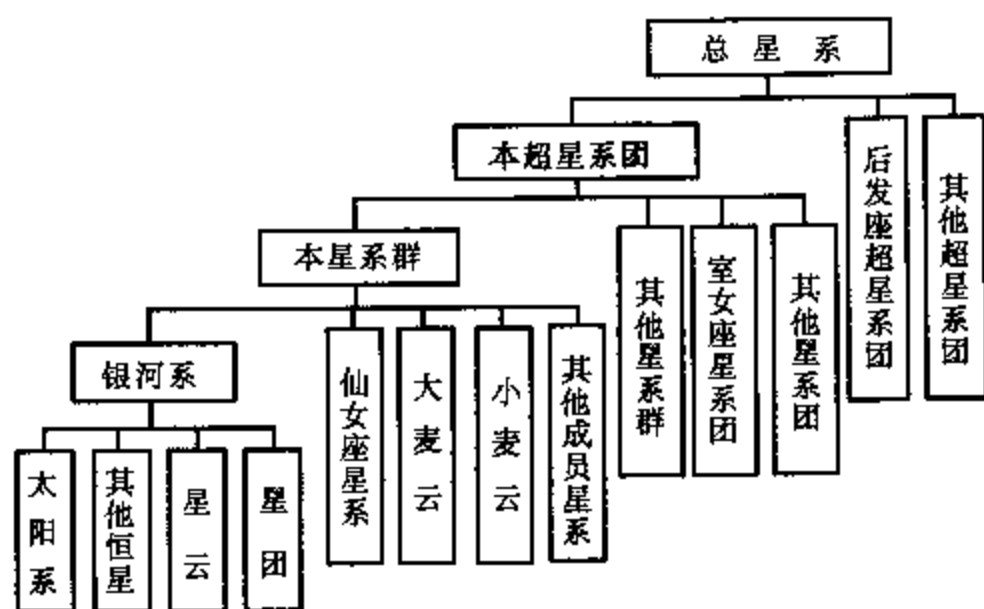 总星系
本超星系团
后发座超星系团
其他超星系团
本星系群
其他星系群
室女座星系团
其他星系团
银河系
仙女座星系
大麦云
小麦云
其他成员星系
太阳系
其他恒星
星云
星团